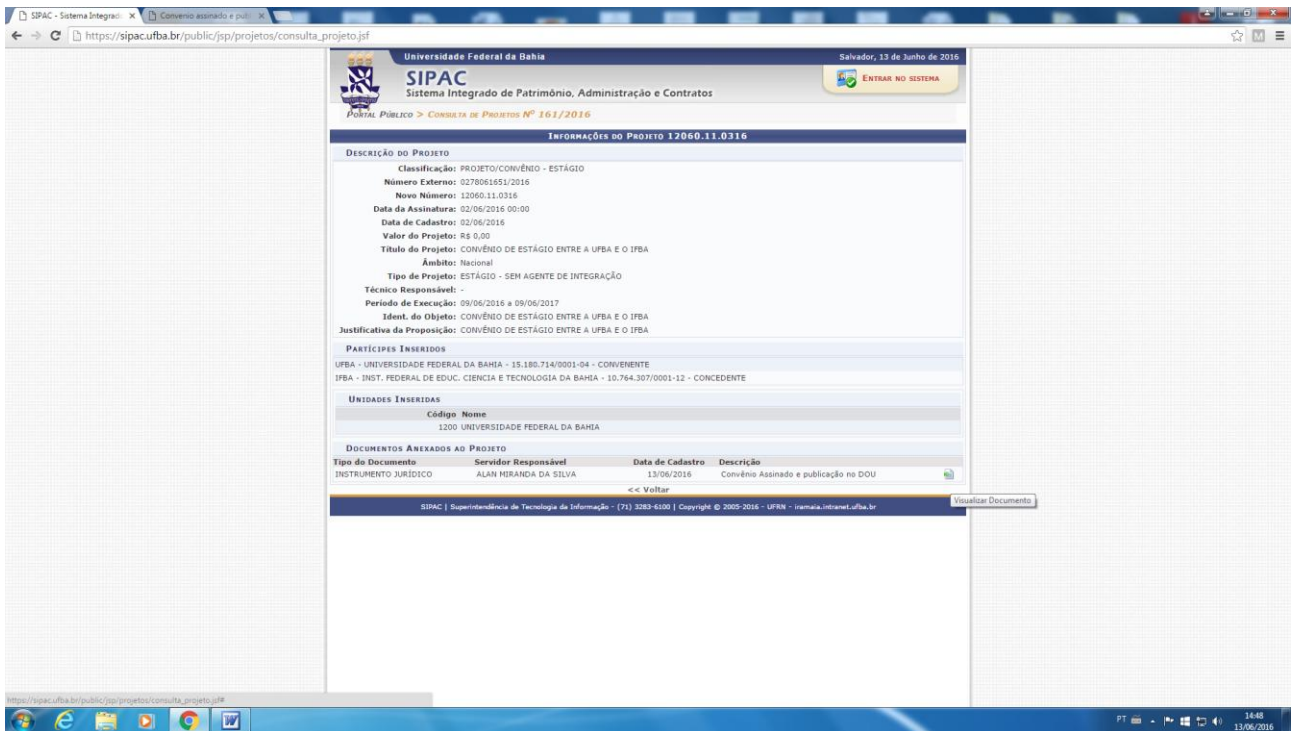 SIPAC - Sistema Integrad
Convenio assinado e publ
https://sipac.ufba.br/public/jsp/projetos/consulta_projeto.jsf
Universidade Federal da Bahia
Salvador, 13 de Junho de 2016
SIPAC
Sistema Integrado de Patrimônio, Administração e Contratos
ENTRAR NO SISTEMA
PORTAL PÚBLICO > CONSULTA DE PROJETOS Nº 161/2016
INFORMAÇÕES DO PROJETO 12060.11.0316
DESCRIÇÃO DO PROJETO
Classificação: PROJETO/CONVÊNIO - ESTÁGIO
Número Externo: 0278061651/2016
Novo Número: 12060.11.0316
Data da Assinatura: 02/06/2016 00:00
Data de Cadastro: 02/06/2016
Valor do Projeto: R$ 0,00
Título do Projeto: CONVÊNIO DE ESTÁGIO ENTRE A UFBA E O IFBA
Âmbito: Nacional
Tipo de Projeto: ESTÁGIO - SEM AGENTE DE INTEGRAÇÃO
Técnico Responsável: -
Período de Execução: 09/06/2016 a 09/06/2017
Ident. do Objeto: CONVÊNIO DE ESTÁGIO ENTRE A UFBA E O IFBA
Justificativa da Proposição: CONVÊNIO DE ESTÁGIO ENTRE A UFBA E O IFBA
PARTÍCIPES INSERIDOS
UFBA - UNIVERSIDADE FEDERAL DA BAHIA - 15.180.714/0001-04 - CONVENENTE
IFBA - INST. FEDERAL DE EDUC. CIENCIA E TECNOLOGIA DA BAHIA - 10.764.307/0001-12 - CONCEDENTE
UNIDADES INSERIDAS
Código Nome
1200 UNIVERSIDADE FEDERAL DA BAHIA
DOCUMENTOS ANEXADOS AO PROJETO
Tipo do Documento Servidor Responsável Data de Cadastro Descrição
INSTRUMENTO JURÍDICO ALAN MIRANDA DA SILVA 13/06/2016 Convênio Assinado e publicação no DOU
<< Voltar
Visualizar Documento
SIPAC | Superintendência de Tecnologia da Informação - (71) 3283-6100 | Copyright © 2005-2016 - UFRN - iramaia.intranet.ufba.br
https://sipac.ufba.br/public/jsp/projetos/consulta_projeto.jsf#
PT
14:48
13/06/2016